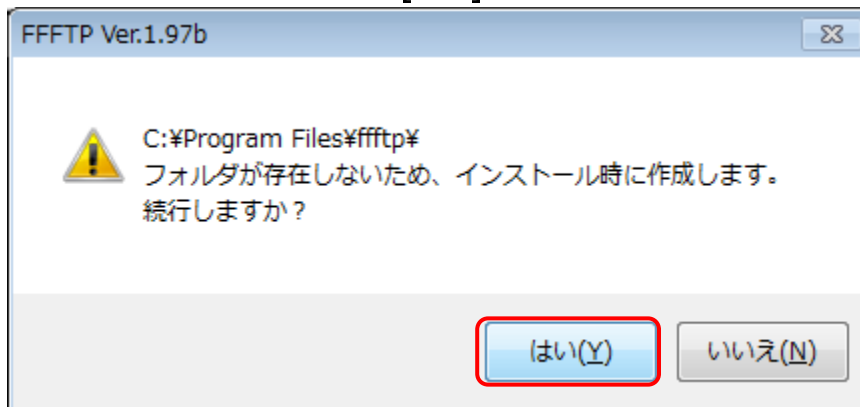 FFFTP Ver.1.97b
C:¥Program Files¥ffftp¥
フォルダが存在しないため、インストール時に作成します。
続行しますか？
はい(Y) いいえ(N)